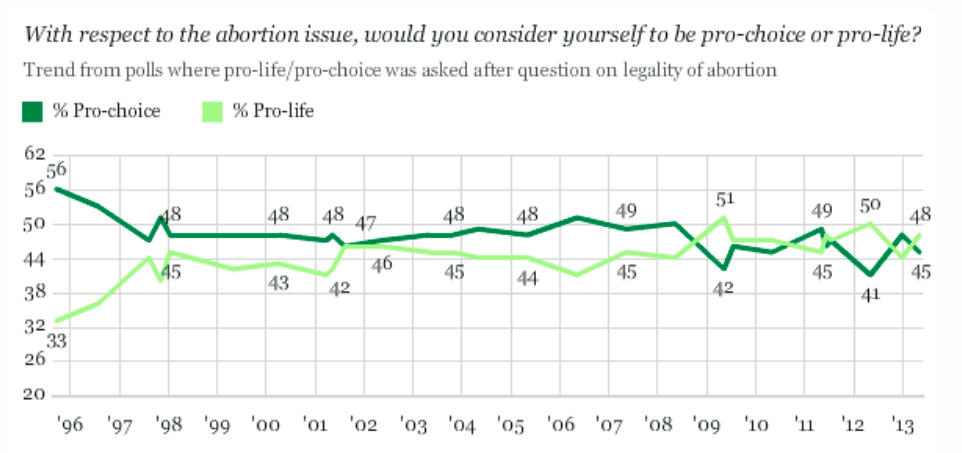 With respect to the abortion issue, would you consider yourself to be pro-choice or pro-life?
Trend from polls where pro-life/pro-choice was asked after question on legality of abortion
% Pro-choice % Pro-life
62
56
56
50
44
38
32
26
20
48 48 48 47 48 48 49 51 49 50 48
45 43 42 46 45 44 45 42 45 41 45
33
'96 '97 '98 '99 '00 '01 '02 '03 '04 '05 '06 '07 '08 '09 '10 '11 '12 '13